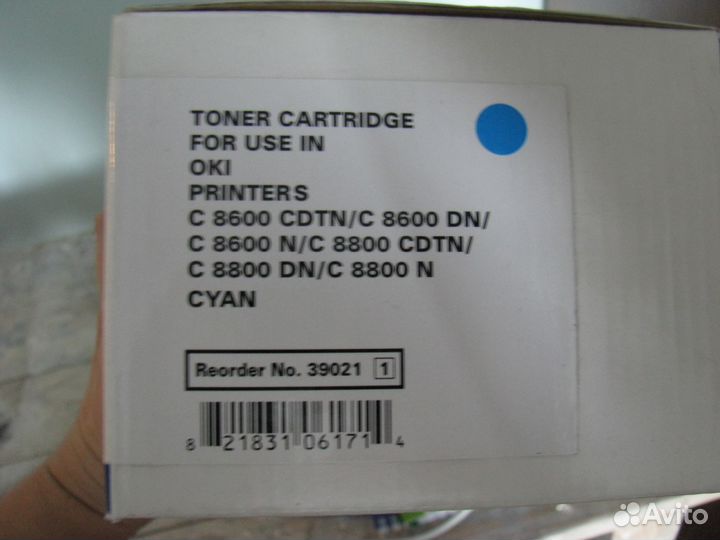 TONER CARTRIDGE
FOR USE IN
OKI
PRINTERS
C 8600 CDTN/C 8600 DN/
C 8600 N/C 8800 CDTN/
C 8800 DN/C 8800 N
CYAN
Reorder No. 39021 1
8 21831 06171 4
Avito